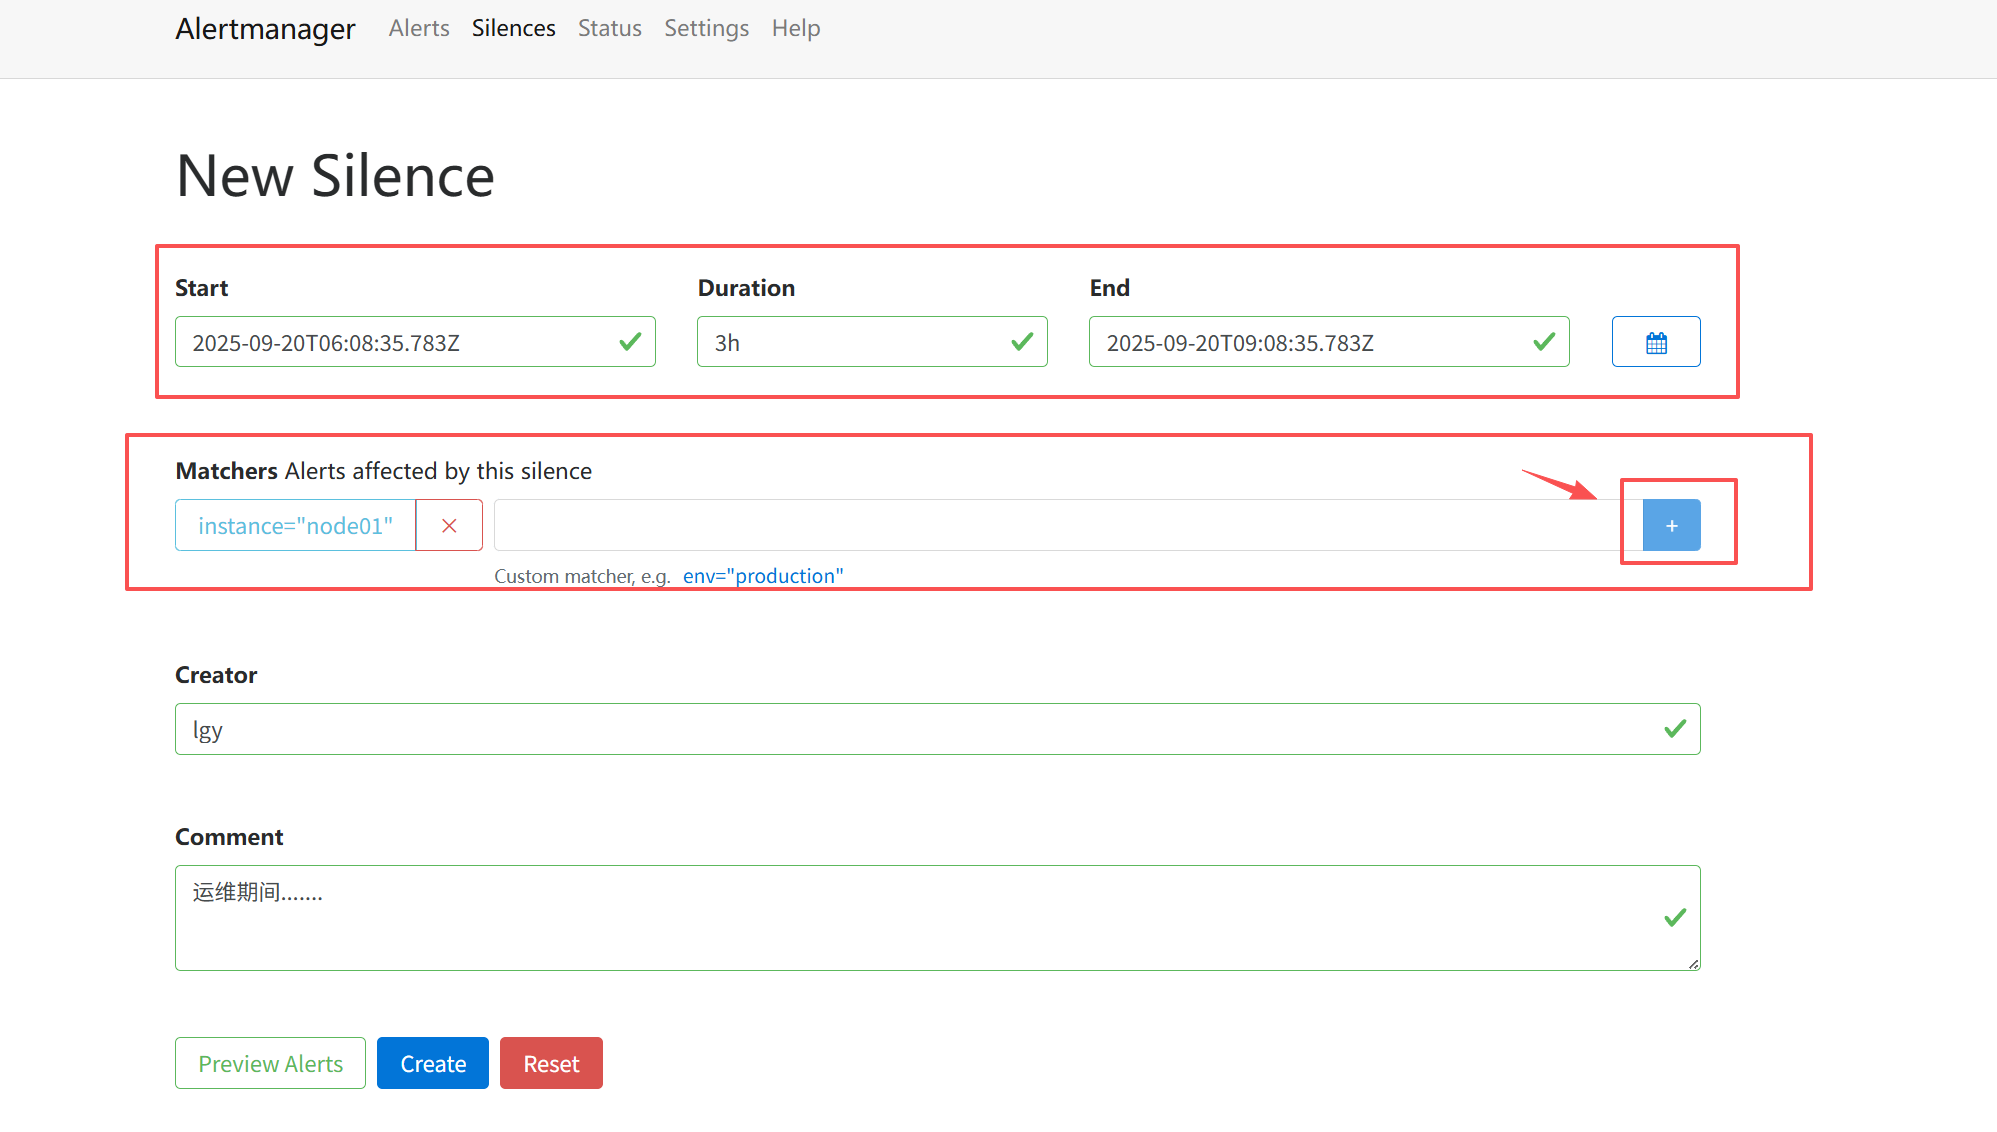 Alertmanager Alerts Silences Status Settings Help
New Silence
Start Duration End
2025-09-20T06:08:35.783Z 3h 2025-09-20T09:08:35.783Z
Matchers Alerts affected by this silence
instance="node01" +
Custom matcher, e.g. env="production"
Creator
lgy
Comment
运维期间.......
Preview Alerts Create Reset